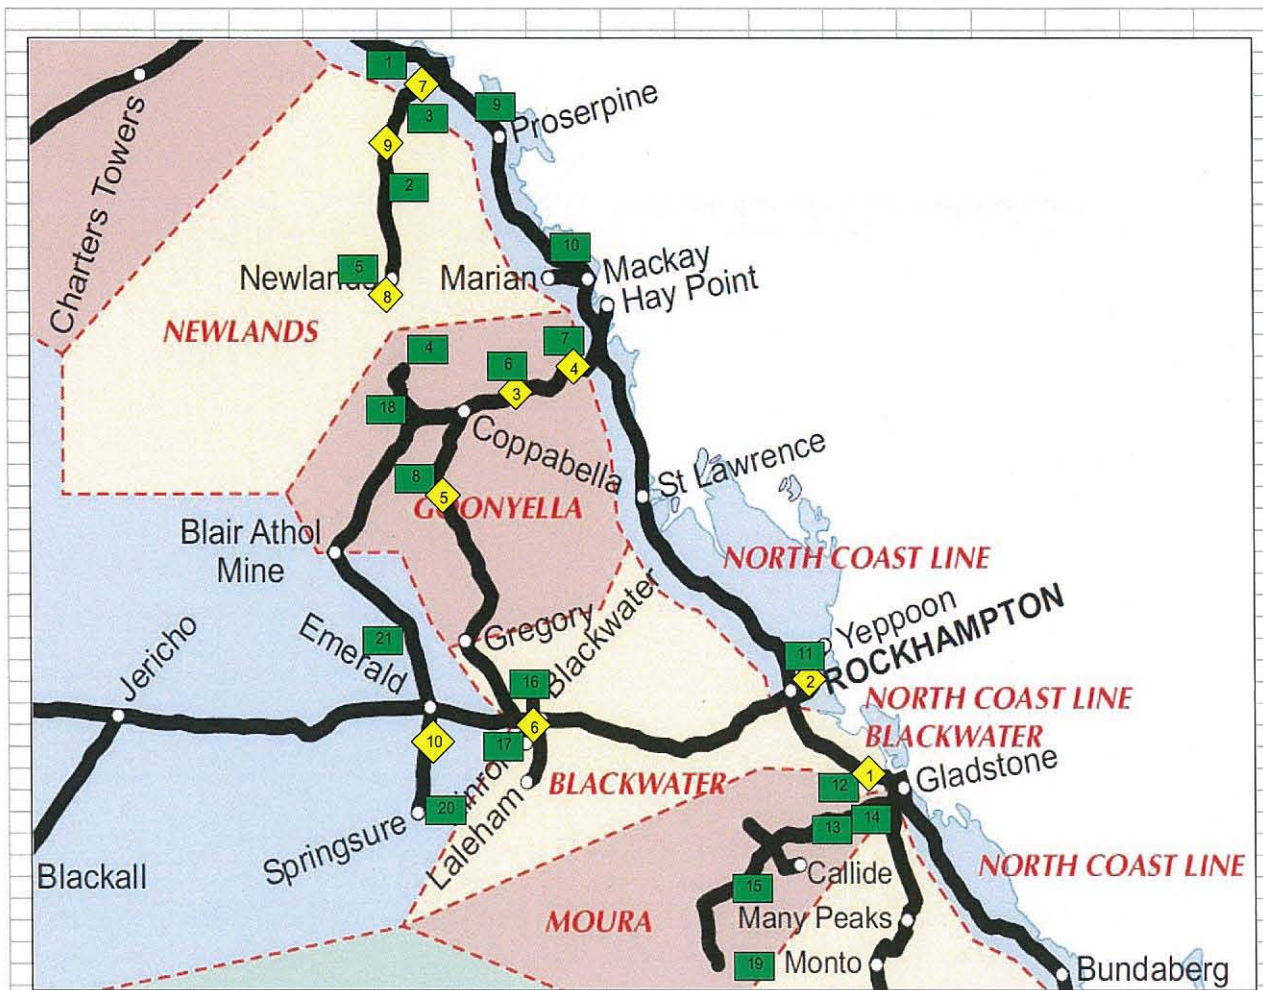 1
7
9
Proserpine
3
9
2
Charters Towers
10
5
Newlands
8
Marian
Mackay
Hay Point
NEWLANDS
4
7
6
4
3
18
Coppabella
St Lawrence
8
5
GOONYELLA
Blair Athol
Mine
NORTH COAST LINE
Jericho
Emerald
21
Gregory
Blackwater
Yeppoon
11
ROCKHAMPTON
2
16
NORTH COAST LINE
BLACKWATER
6
10
17
1
Gladstone
12
BLACKWATER
20
Laleham
Springsure
13
14
Blackall
Callide
NORTH COAST LINE
15
MOURA
Many Peaks
19
Monto
Bundaberg